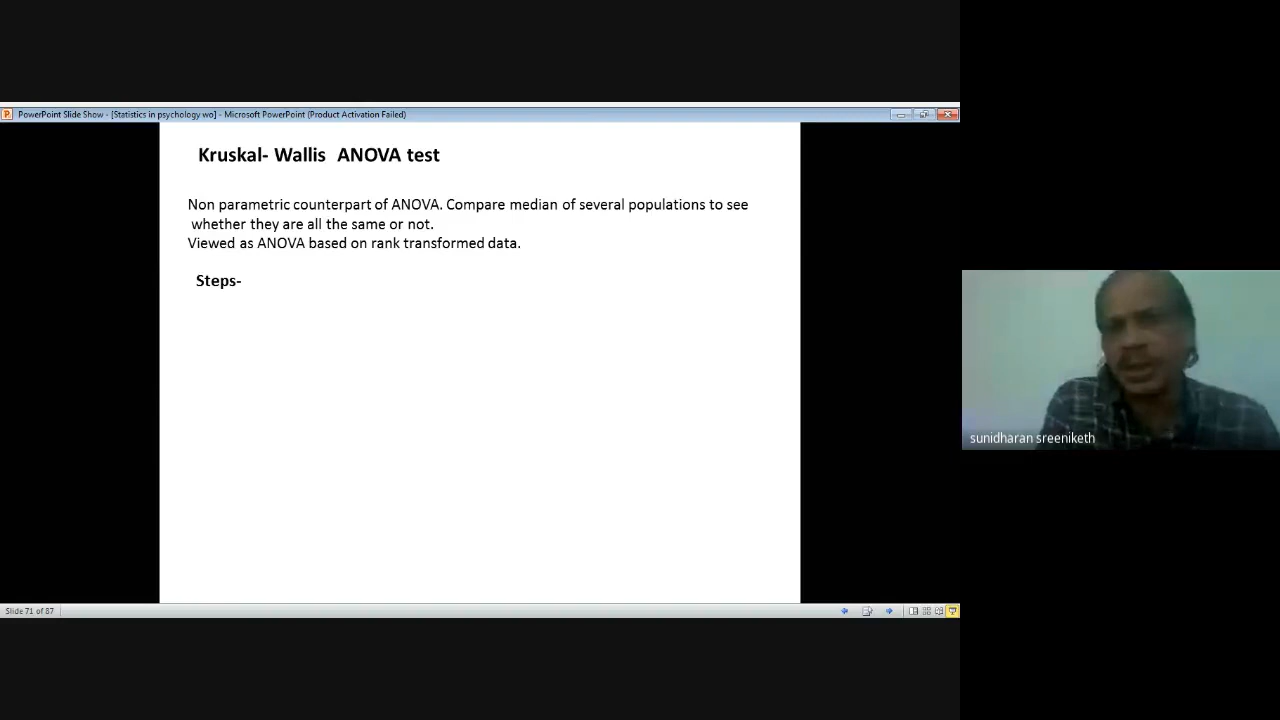 PowerPoint Slide Show - [Statistics in psychology wo] - Microsoft PowerPoint (Product Activation Failed)
Kruskal- Wallis ANOVA test
Non parametric counterpart of ANOVA. Compare median of several populations to see
whether they are all the same or not.
Viewed as ANOVA based on rank transformed data.
Steps-
sunidharan sreeniketh
Slide 71 of 87